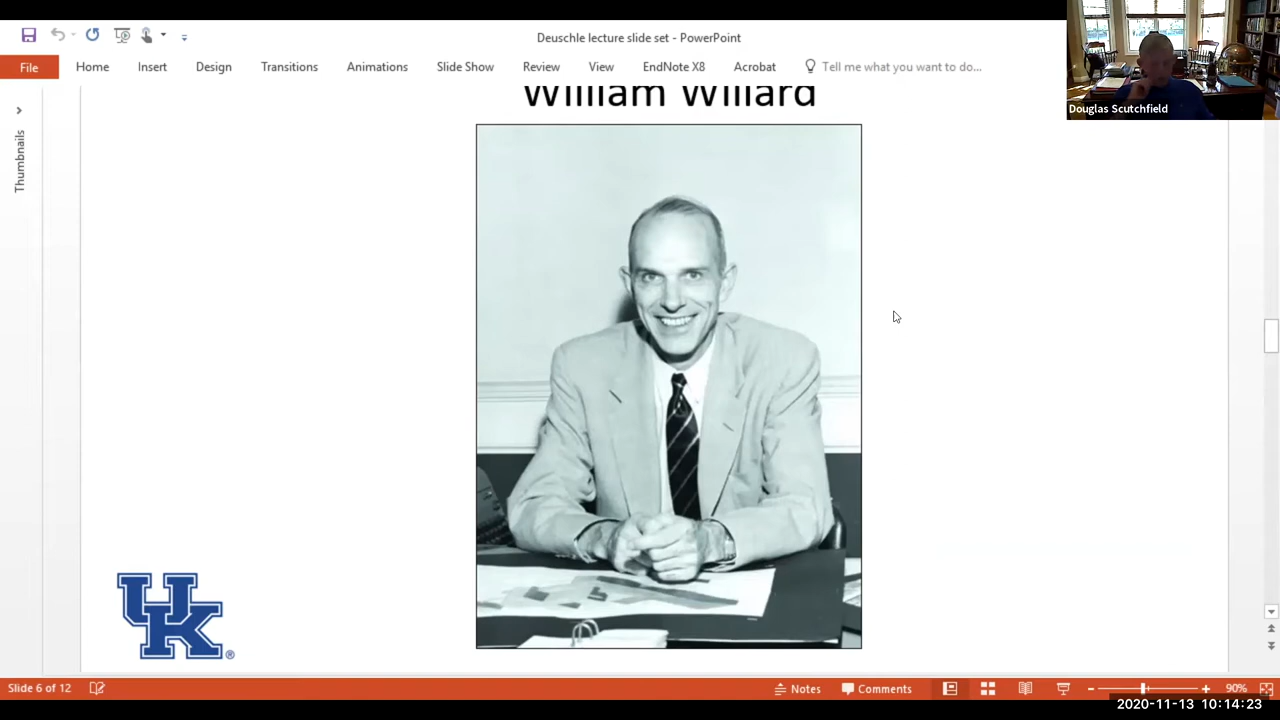 Deuschle lecture slide set - PowerPoint
File Home Insert Design Transitions Animations Slide Show Review View EndNote X8 Acrobat Tell me what you want to do...
Douglas Scutchfield
William Willard
Thumbnails
UK®
Slide 6 of 12 Notes Comments 90%
2020-11-13 10:14:23